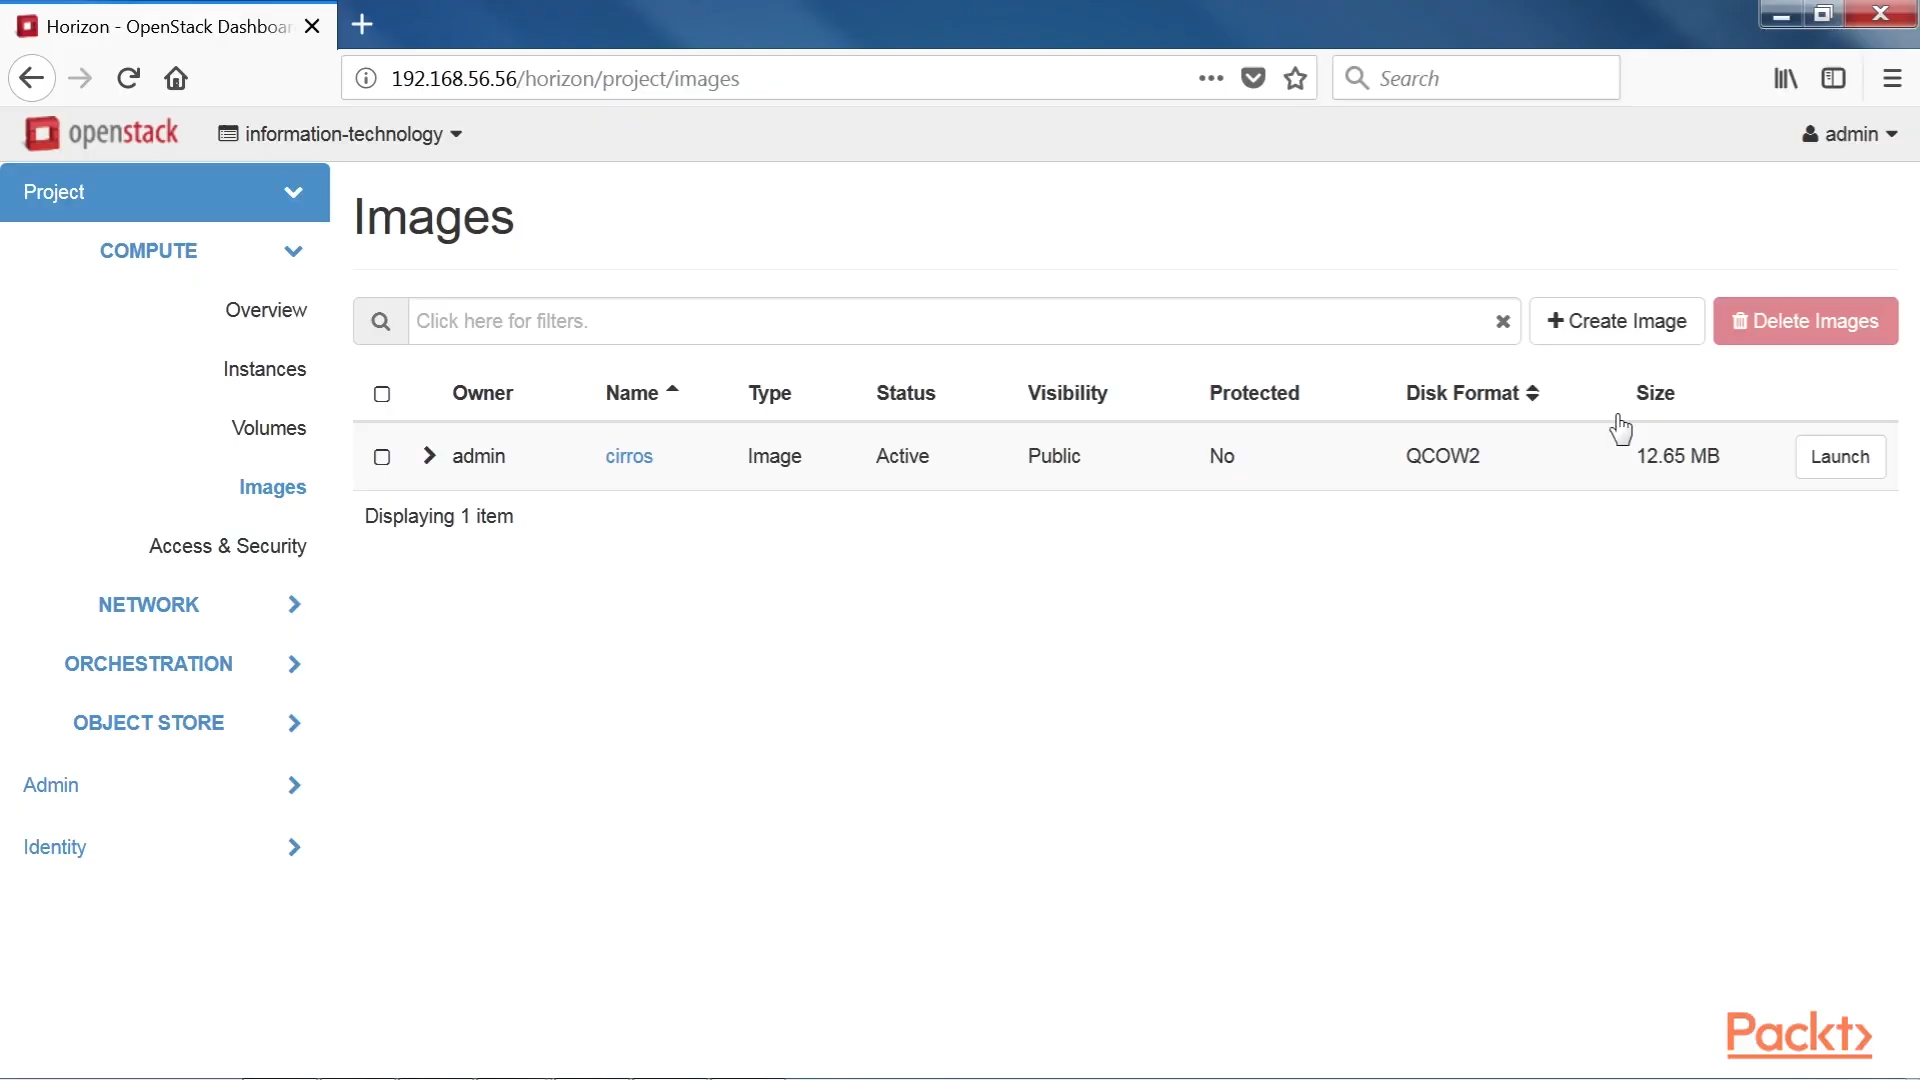 Horizon - OpenStack Dashboar
192.168.56.56/horizon/project/images
Search
openstack
information-technology
admin
Project
COMPUTE
Overview
Instances
Volumes
Images
Access & Security
NETWORK
ORCHESTRATION
OBJECT STORE
Admin
Identity
Images
Click here for filters.
Create Image
Delete Images
Owner Name Type Status Visibility Protected Disk Format Size
admin cirros Image Active Public No QCOW2 12.65 MB Launch
Displaying 1 item
Packt